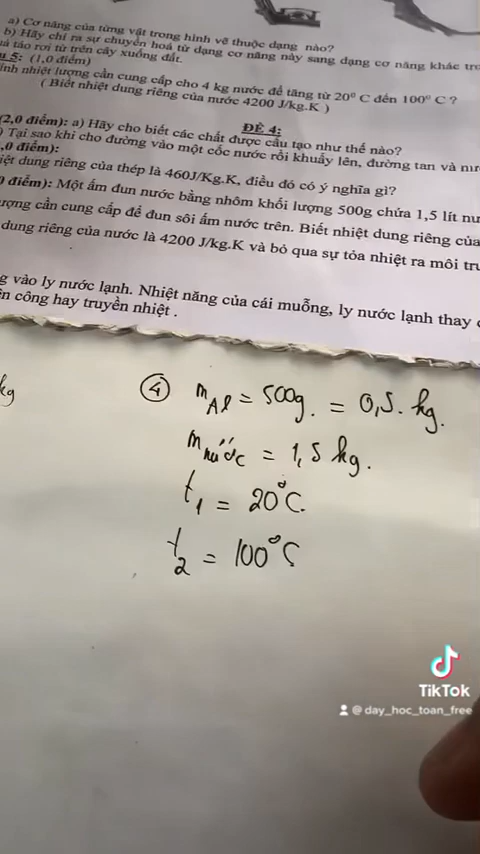 a) Cơ năng của từng vật trong hình vẽ thuộc dạng nào?
b) Hãy chỉ ra sự chuyển hoá từ dạng cơ năng này sang dạng cơ năng khác
táo rơi từ trên cây xuống đất.
5: (1,0 điểm)
nhiệt lượng cần cung cấp cho 4 kg nước để tăng từ 20° C đến 100° C ?
( Biết nhiệt dung riêng của nước 4200 J/kg.K )
ĐỀ 4:
(2,0 điểm): a) Hãy cho biết các chất được cấu tạo như thế nào?
) Tại sao khi cho đường vào một cốc nước rồi khuấy lên, đường tan và
,0 điểm):
dung riêng của thép là 460J/Kg.K, điều đó có ý nghĩa gì?
điểm): Một ấm đun nước bằng nhôm khối lượng 500g chứa 1,5 lít
cần cung cấp để đun sôi ấm nước trên. Biết nhiệt dung riêng
dung riêng của nước là 4200 J/kg.K và bỏ qua sự tỏa nhiệt ra môi
vào ly nước lạnh. Nhiệt năng của cái muỗng, ly nước lạnh thay
công hay truyền nhiệt .
kg
④ mAl = 500g. = 0,5. kg.
mnước = 1,5 kg.
t1 = 20°C.
t2 = 100°C
TikTok
@day_hoc_toan_free